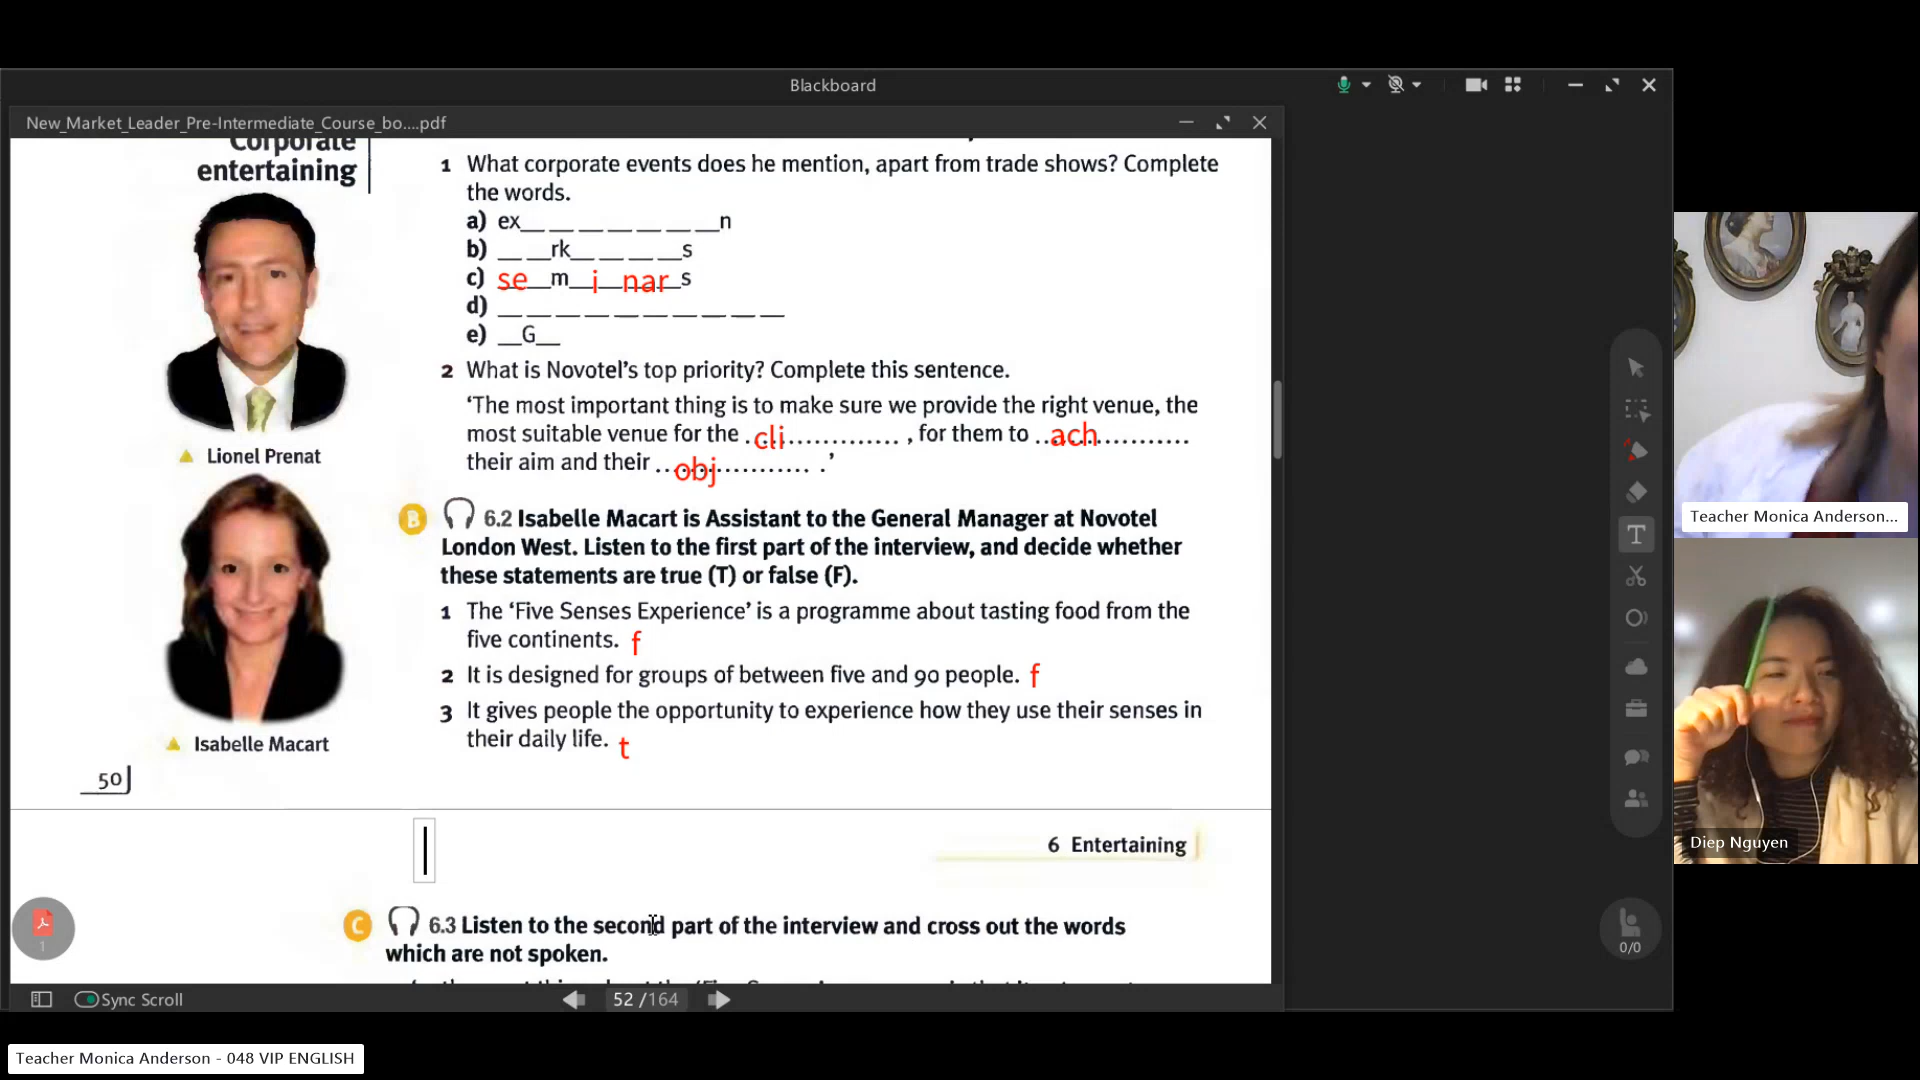 Blackboard
New_Market_Leader_Pre-Intermediate_Course_bo....pdf
Corporate
entertaining
1 What corporate events does he mention, apart from trade shows? Complete
the words.
a) ex__ __ __ __ __ __ __n
b) __ __rk__ __ __ __s
c) se m i nar s
d) __ __ __ __ __ __ __ __ __ __
e) __G__
2 What is Novotel's top priority? Complete this sentence.
'The most important thing is to make sure we provide the right venue, the
most suitable venue for the cli.............. , for them to ach..............
their aim and their obj.............. .'
Lionel Prenat
B 6.2 Isabelle Macart is Assistant to the General Manager at Novotel
London West. Listen to the first part of the interview, and decide whether
these statements are true (T) or false (F).
1 The 'Five Senses Experience' is a programme about tasting food from the
five continents. f
2 It is designed for groups of between five and 90 people. f
3 It gives people the opportunity to experience how they use their senses in
their daily life. t
Isabelle Macart
50
6 Entertaining
C 6.3 Listen to the second part of the interview and cross out the words
which are not spoken.
1
Sync Scroll
52 /164
T
0/0
Teacher Monica Anderson...
Diep Nguyen
Teacher Monica Anderson - 048 VIP ENGLISH